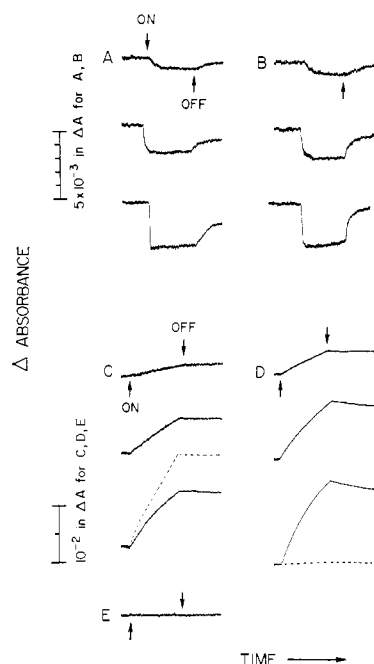 ON
A
B
OFF
5x10⁻³ in ΔA for A, B
Δ ABSORBANCE
OFF
C
D
ON
10⁻² in ΔA for C, D, E
E
TIME